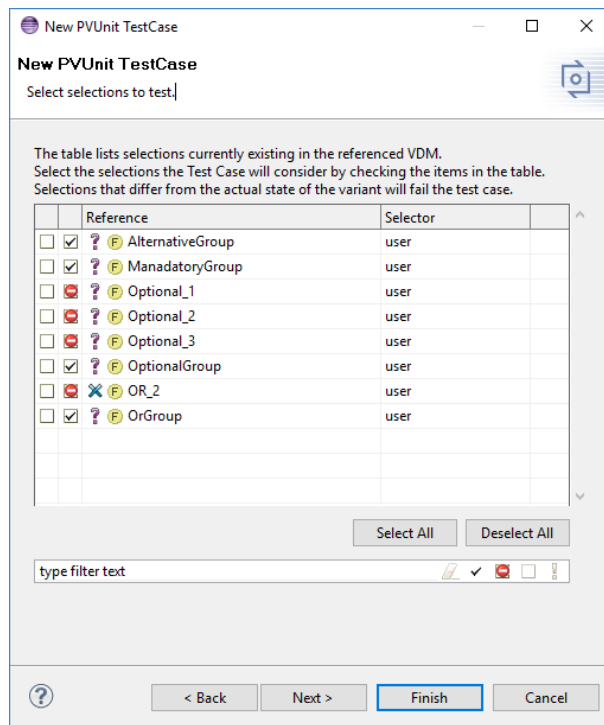 New PVUnit TestCase
New PVUnit TestCase
Select selections to test.
The table lists selections currently existing in the referenced VDM.
Select the selections the Test Case will consider by checking the items in the table.
Selections that differ from the actual state of the variant will fail the test case.
Reference Selector
? F AlternativeGroup user
? F ManadatoryGroup user
? F Optional_1 user
? F Optional_2 user
? F Optional_3 user
? F OptionalGroup user
F OR_2 user
? F OrGroup user
Select All Deselect All
type filter text
? < Back Next > Finish Cancel